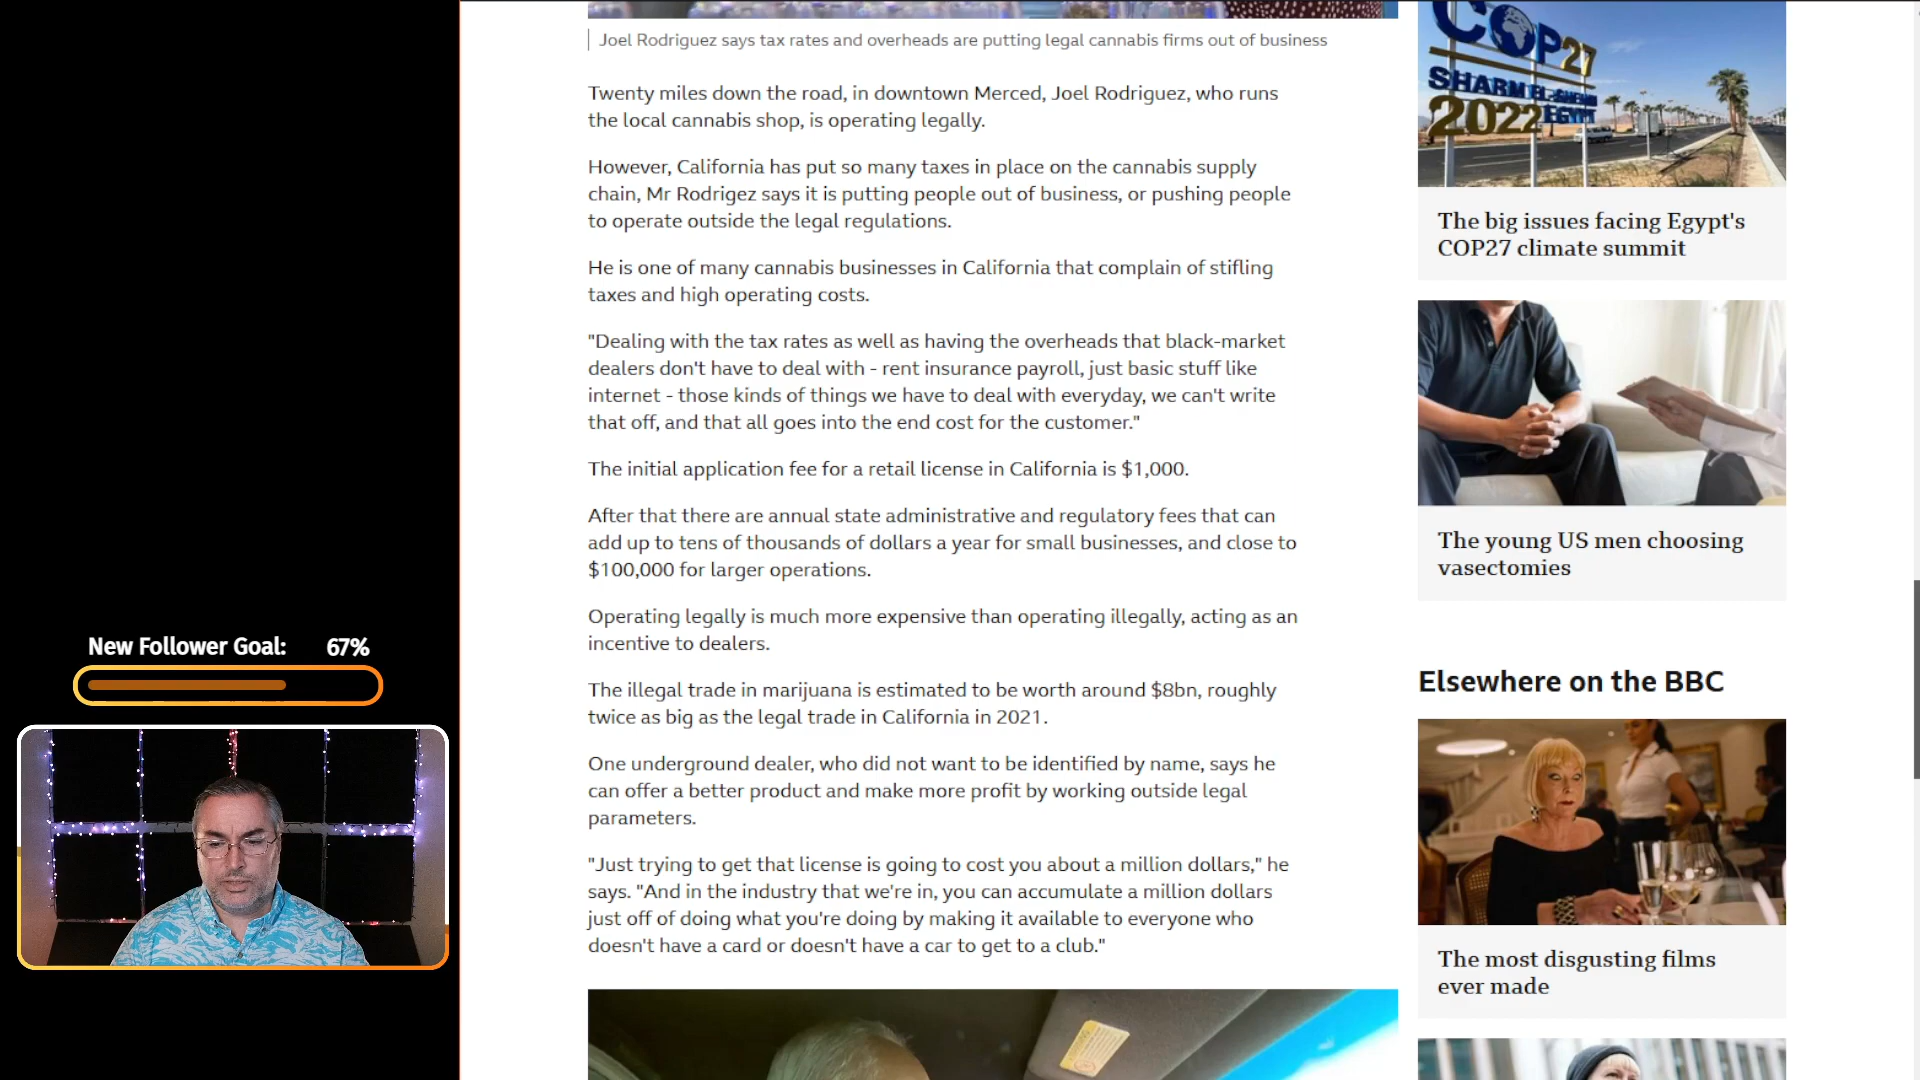 Joel Rodriguez says tax rates and overheads are putting legal cannabis firms out of business
Twenty miles down the road, in downtown Merced, Joel Rodriguez, who runs
the local cannabis shop, is operating legally.
However, California has put so many taxes in place on the cannabis supply
chain, Mr Rodrigez says it is putting people out of business, or pushing people
to operate outside the legal regulations.
He is one of many cannabis businesses in California that complain of stifling
taxes and high operating costs.
"Dealing with the tax rates as well as having the overheads that black-market
dealers don't have to deal with - rent insurance payroll, just basic stuff like
internet - those kinds of things we have to deal with everyday, we can't write
that off, and that all goes into the end cost for the customer."
The initial application fee for a retail license in California is $1,000.
After that there are annual state administrative and regulatory fees that can
add up to tens of thousands of dollars a year for small businesses, and close to
$100,000 for larger operations.
Operating legally is much more expensive than operating illegally, acting as an
incentive to dealers.
The illegal trade in marijuana is estimated to be worth around $8bn, roughly
twice as big as the legal trade in California in 2021.
One underground dealer, who did not want to be identified by name, says he
can offer a better product and make more profit by working outside legal
parameters.
"Just trying to get that license is going to cost you about a million dollars," he
says. "And in the industry that we're in, you can accumulate a million dollars
just off of doing what you're doing by making it available to everyone who
doesn't have a card or doesn't have a car to get to a club."
COP27
SHARM EL-SHEIKH
2022 EGYPT
The big issues facing Egypt's
COP27 climate summit
The young US men choosing
vasectomies
Elsewhere on the BBC
The most disgusting films
ever made
New Follower Goal: 67%